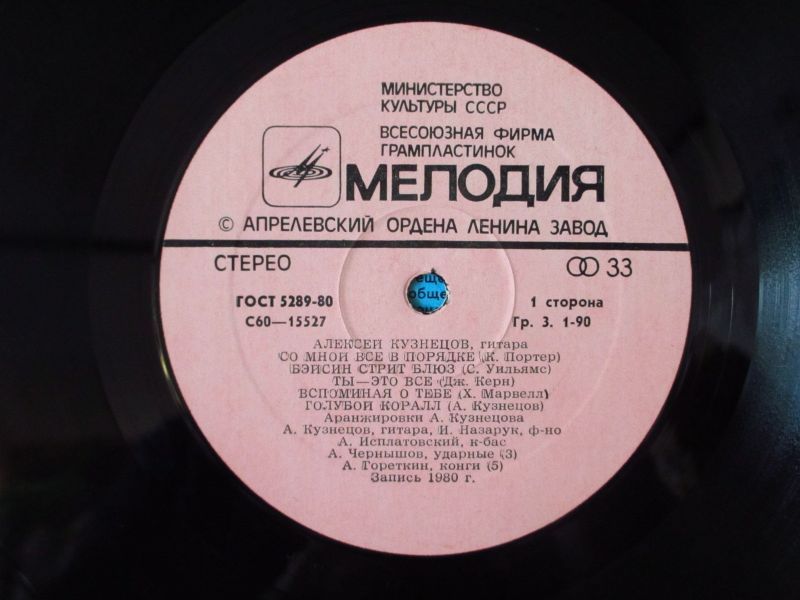 МИНИСТЕРСТВО
КУЛЬТУРЫ СССР
ВСЕСОЮЗНАЯ ФИРМА
ГРАМПЛАСТИНОК
МЕЛОДИЯ
© АПРЕЛЕВСКИЙ ОРДЕНА ЛЕНИНА ЗАВОД
СТЕРЕО
33
ГОСТ 5289-80
1 сторона
С60—15527
Гр. 3. 1-90
еще
обще
АЛЕКСЕЙ КУЗНЕЦОВ, гитара
СО МНОЙ ВСЕ В ПОРЯДКЕ (К. Портер)
БЭЙСИН СТРИТ БЛЮЗ (С. Уильямс)
ТЫ—ЭТО ВСЕ (Дж. Керн)
ВСПОМИНАЯ О ТЕБЕ (Х. Марвелл)
ГОЛУБОЙ КОРАЛЛ (А. Кузнецов)
Аранжировки А. Кузнецова
А. Кузнецов, гитара, И. Назарук, ф-но
А. Исплатовский, к-бас
А. Чернышов, ударные (3)
А. Гореткин, конги (5)
Запись 1980 г.